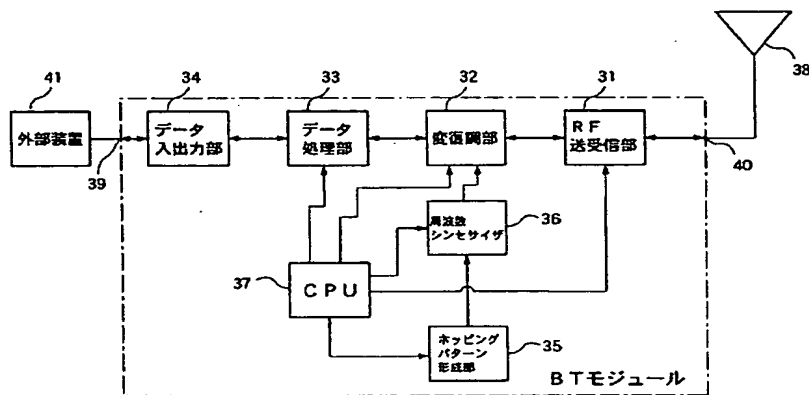 41
34
33
32
31
38
外部装置
データ
入出力部
データ
処理部
変復調部
RF
送受信部
39
40
周波数
シンセサイザ
36
37
CPU
ホッピング
パターン
形成部
35
BTモジュール